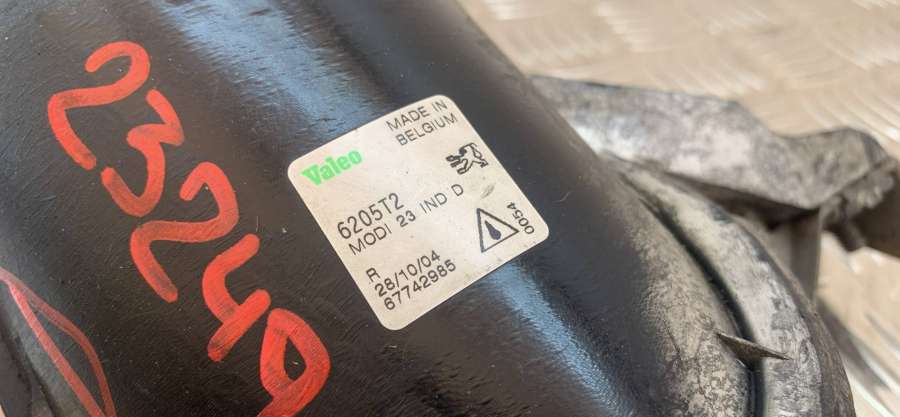 23249
Valeo
MADE IN
BELGIUM
6205T2
MODI 23 IND D
R
28/10/04
67742985
0054